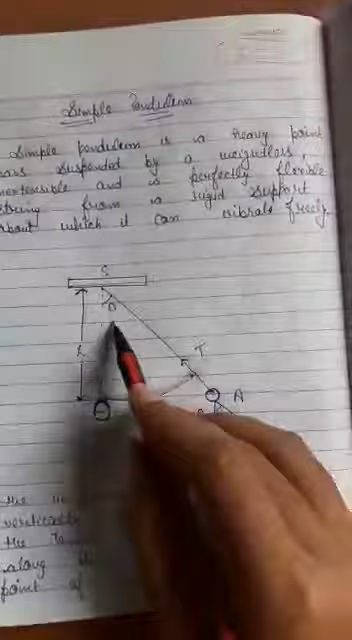 Simple Pendulum
Simple pendulum is a heavy point
mass suspended by a weightless,
inextensible and is perfectly flexible
string from a rigid support
about which it can vibrate freely
S
θ
L
T
A
the
vertically
the
along
point of